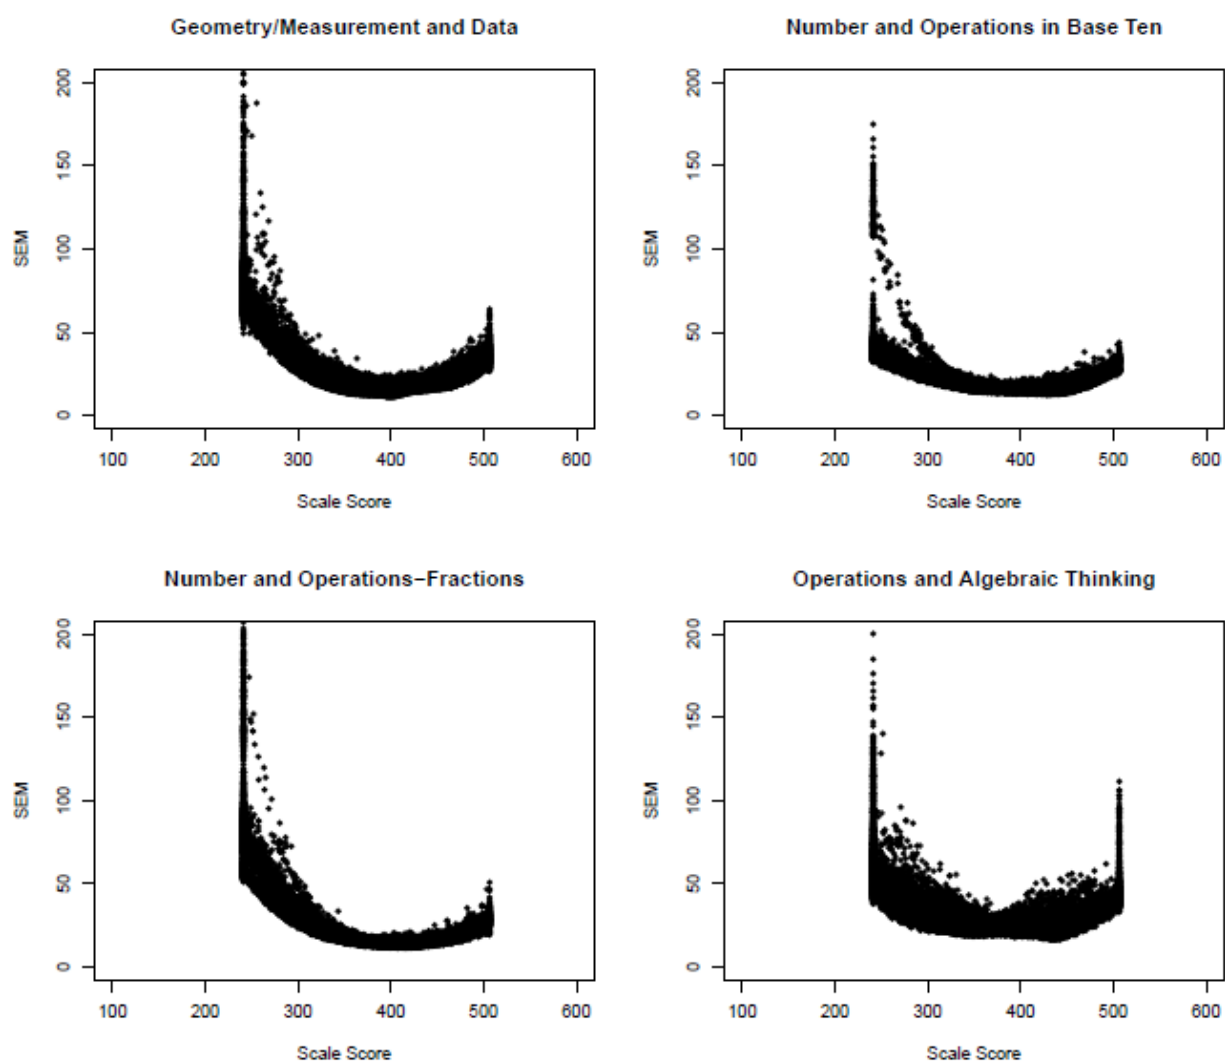 Geometry/Measurement and Data
200
150
100
50
0
SEM
100 200 300 400 500 600
Scale Score
Number and Operations in Base Ten
200
150
100
50
0
SEM
100 200 300 400 500 600
Scale Score
Number and Operations−Fractions
200
150
100
50
0
SEM
100 200 300 400 500 600
Scale Score
Operations and Algebraic Thinking
200
150
100
50
0
SEM
100 200 300 400 500 600
Scale Score